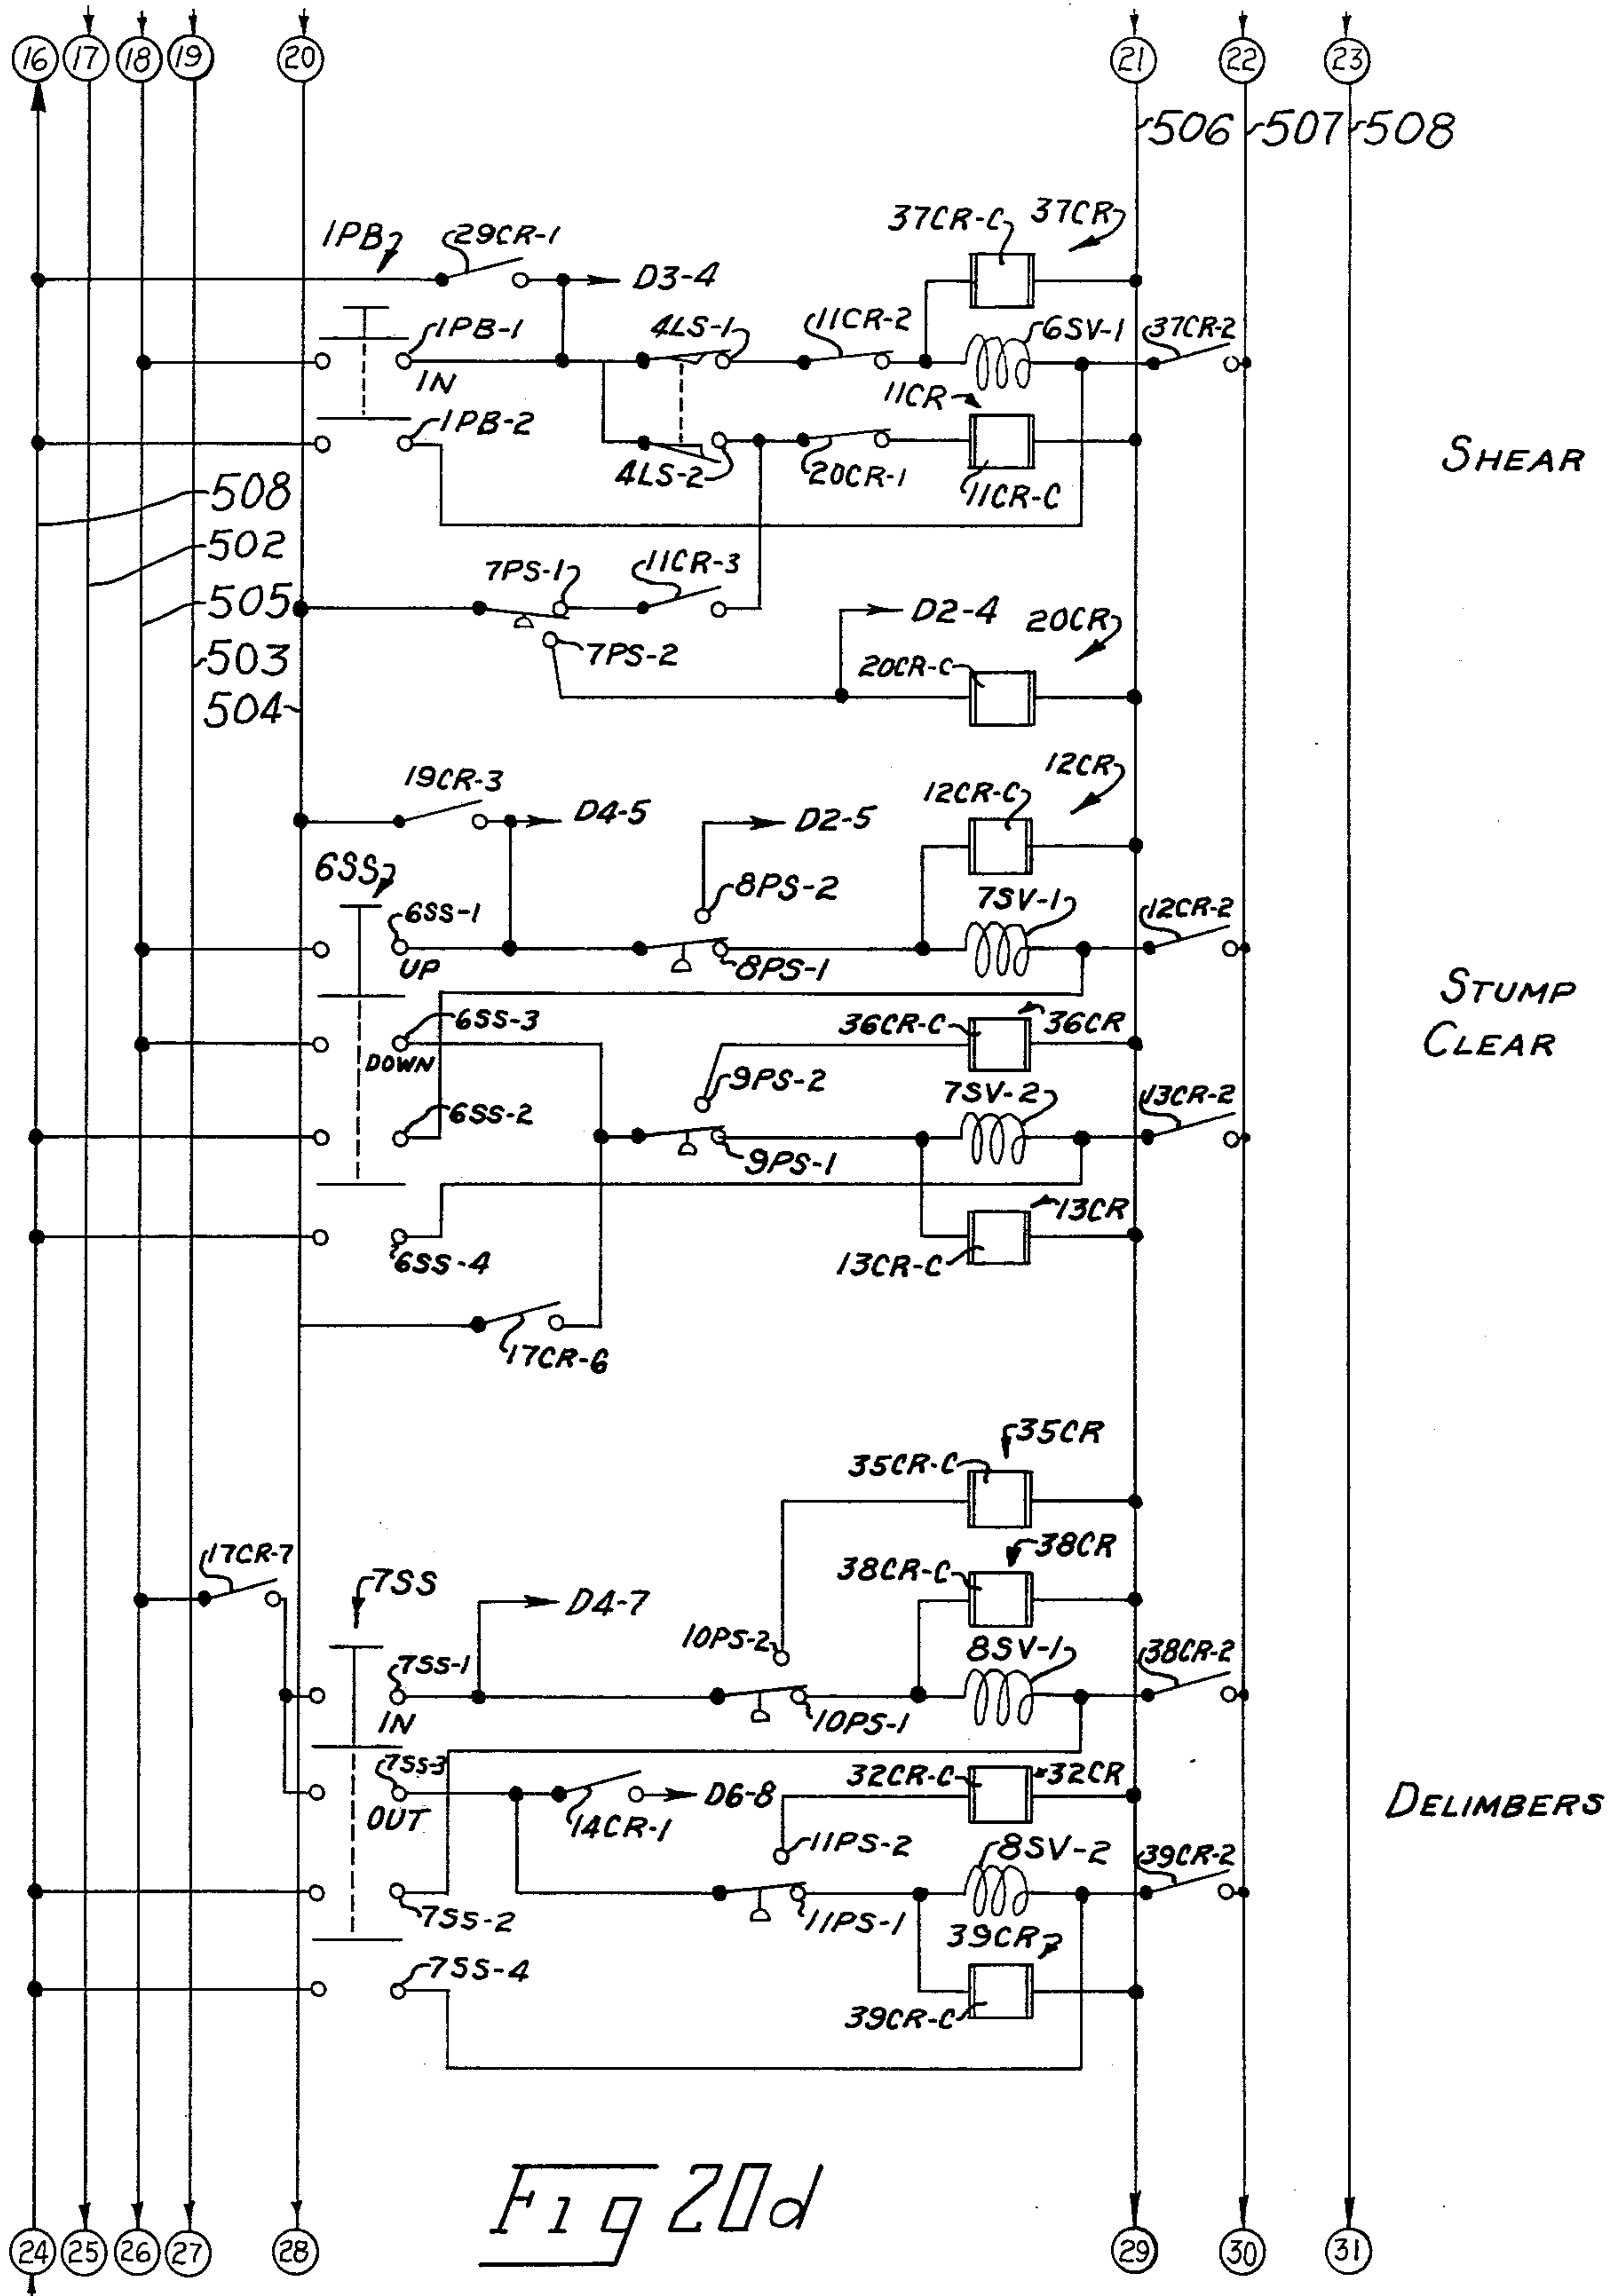 16 17 18 19 20 21 22 23
506 507 508
1PB 29CR-1 D3-4 37CR-C 37CR
1PB-1 4LS-1 11CR-2 6SV-1 37CR-2
IN 11CR
1PB-2 4LS-2 20CR-1 11CR-C
SHEAR
508
502
7PS-1 11CR-3
505
D2-4 20CR
503 7PS-2 20CR-C
504
19CR-3 D4-5 D2-5 12CR-C 12CR
6SS 6SS-1 8PS-2 7SV-1 12CR-2
UP 8PS-1
STUMP
CLEAR
6SS-3 36CR-C 36CR
DOWN 9PS-2 7SV-2 13CR-2
6SS-2 9PS-1
6SS-4 13CR-C 13CR
17CR-6
35CR
35CR-C
17CR-7 7SS 38CR-C 38CR
D4-7
7SS-1 10PS-2 8SV-1 38CR-2
IN 10PS-1
7SS-3 32CR-C 32CR
OUT 14CR-1 D6-8
DELIMBERS
11PS-2 8SV-2 39CR-2
7SS-2 11PS-1
7SS-4 39CR
39CR-C
Fig 20d
24 25 26 27 28 29 30 31